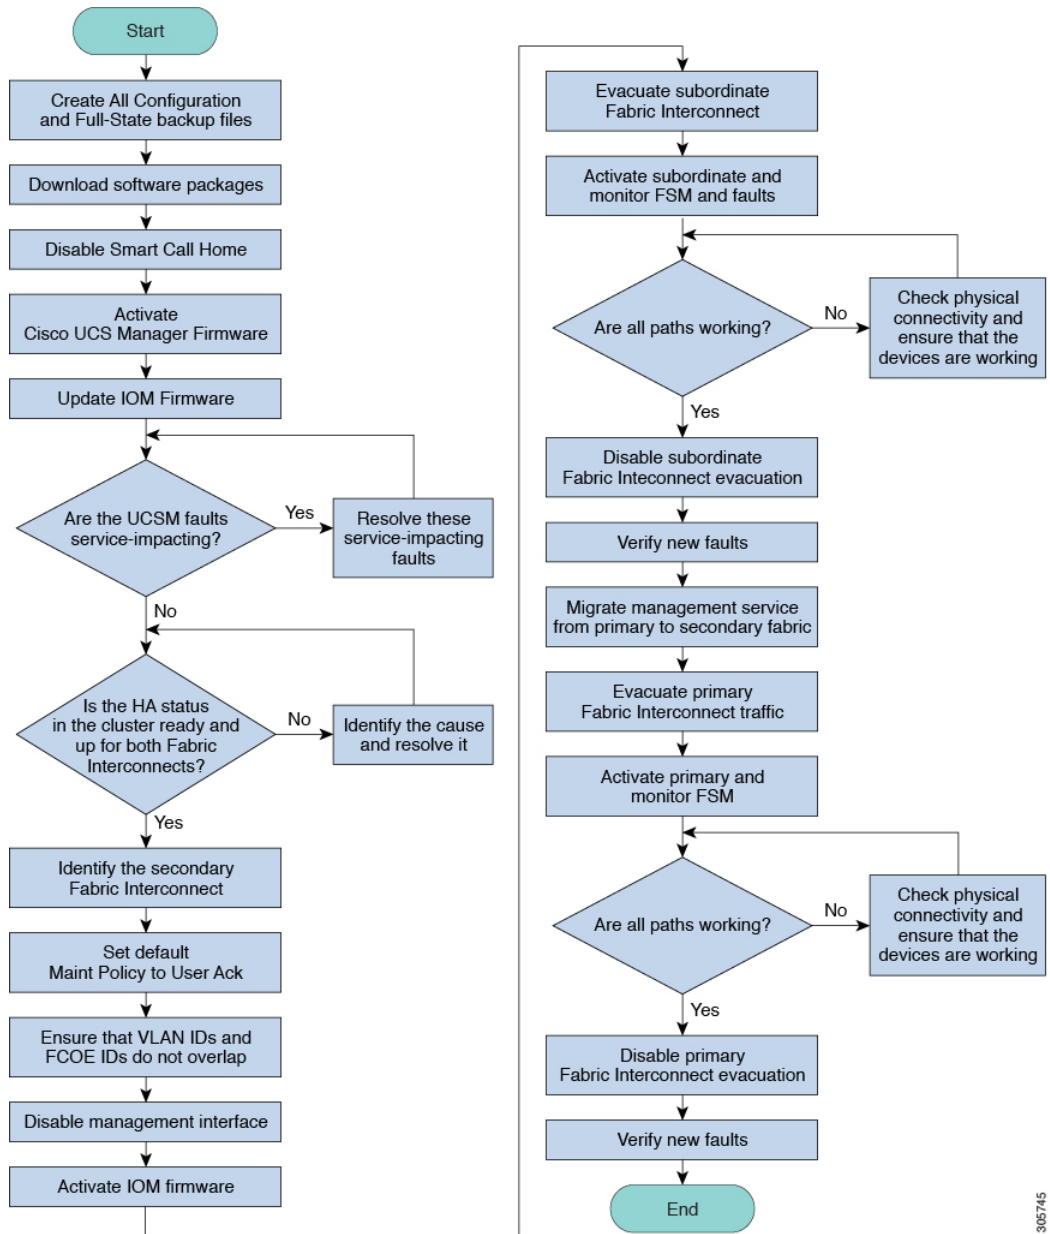 Start
Create All Configuration
and Full-State backup files
Download software packages
Disable Smart Call Home
Activate
Cisco UCS Manager Firmware
Update IOM Firmware
Are the UCSM faults
service-impacting?
Yes
Resolve these
service-impacting
faults
No
Is the HA status
in the cluster ready and
up for both Fabric
Interconnects?
No
Identify the cause
and resolve it
Yes
Identify the secondary
Fabric Interconnect
Set default
Maint Policy to User Ack
Ensure that VLAN IDs and
FCOE IDs do not overlap
Disable management interface
Activate IOM firmware
Evacuate subordinate
Fabric Interconnect
Activate subordinate and
monitor FSM and faults
Are all paths working?
No
Check physical
connectivity and
ensure that the
devices are working
Yes
Disable subordinate
Fabric Inteconnect evacuation
Verify new faults
Migrate management service
from primary to secondary fabric
Evacuate primary
Fabric Interconnect traffic
Activate primary and
monitor FSM
Are all paths working?
No
Check physical
connectivity and
ensure that the
devices are working
Yes
Disable primary
Fabric Interconnect evacuation
Verify new faults
End
305745